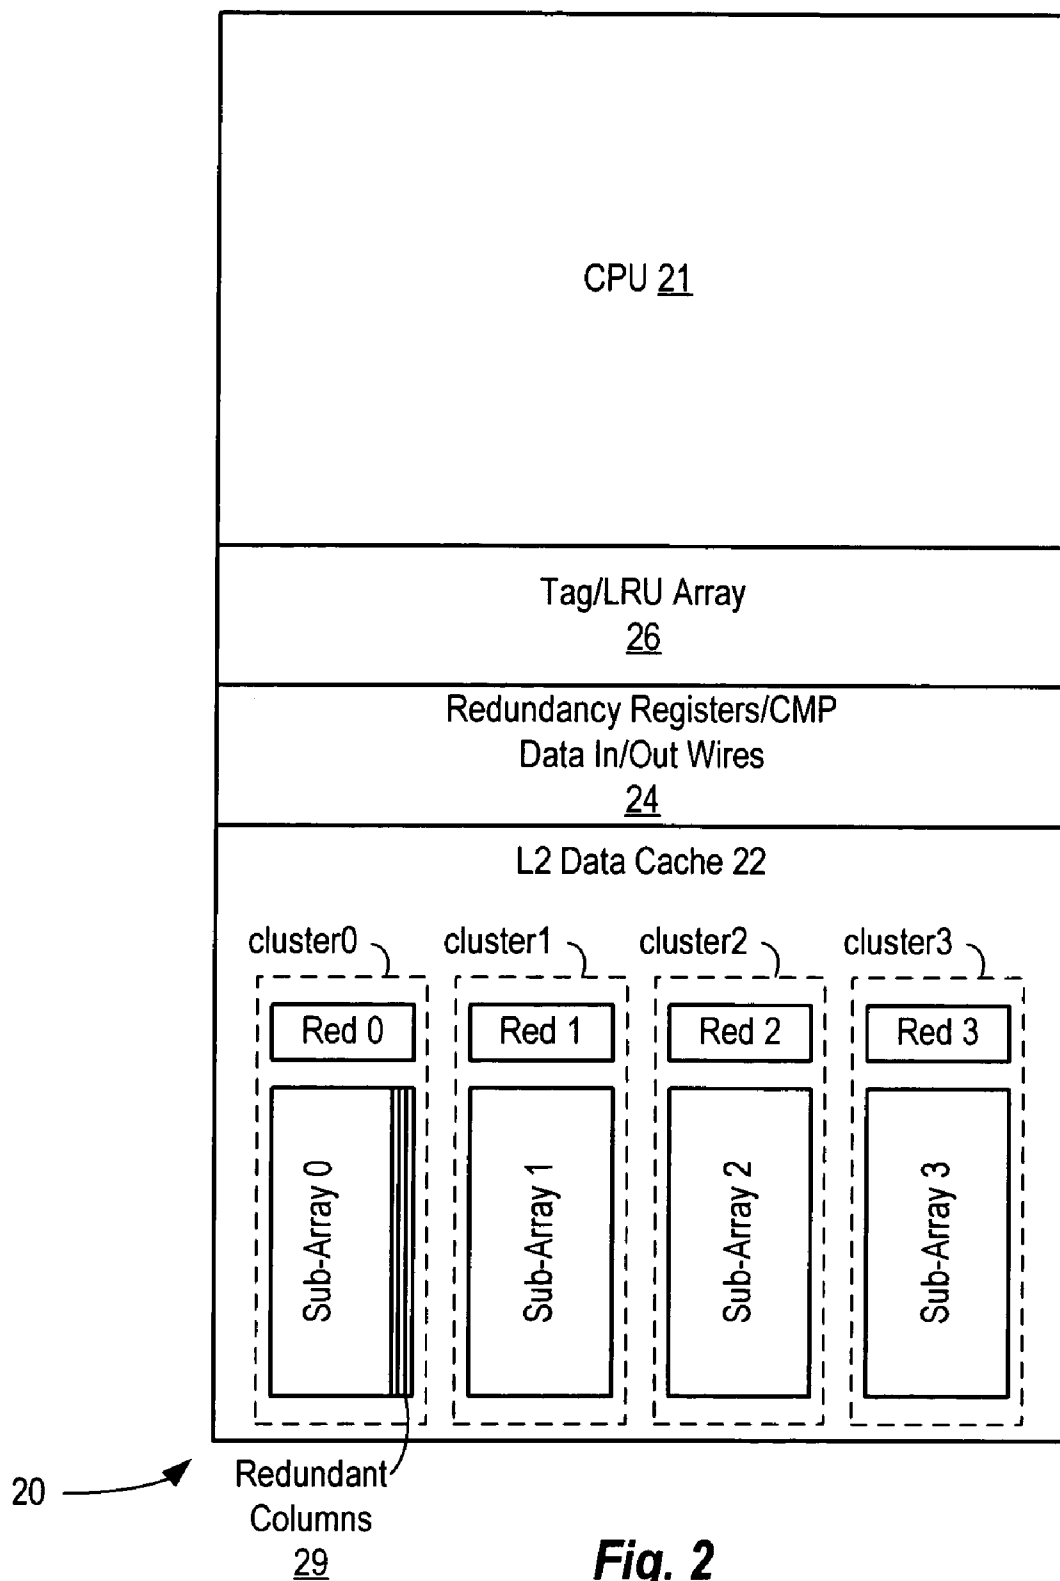 CPU 21
Tag/LRU Array
26
Redundancy Registers/CMP
Data In/Out Wires
24
L2 Data Cache 22
cluster0
cluster1
cluster2
cluster3
Red 0
Red 1
Red 2
Red 3
Sub-Array 0
Sub-Array 1
Sub-Array 2
Sub-Array 3
20
Redundant
Columns
29
Fig. 2